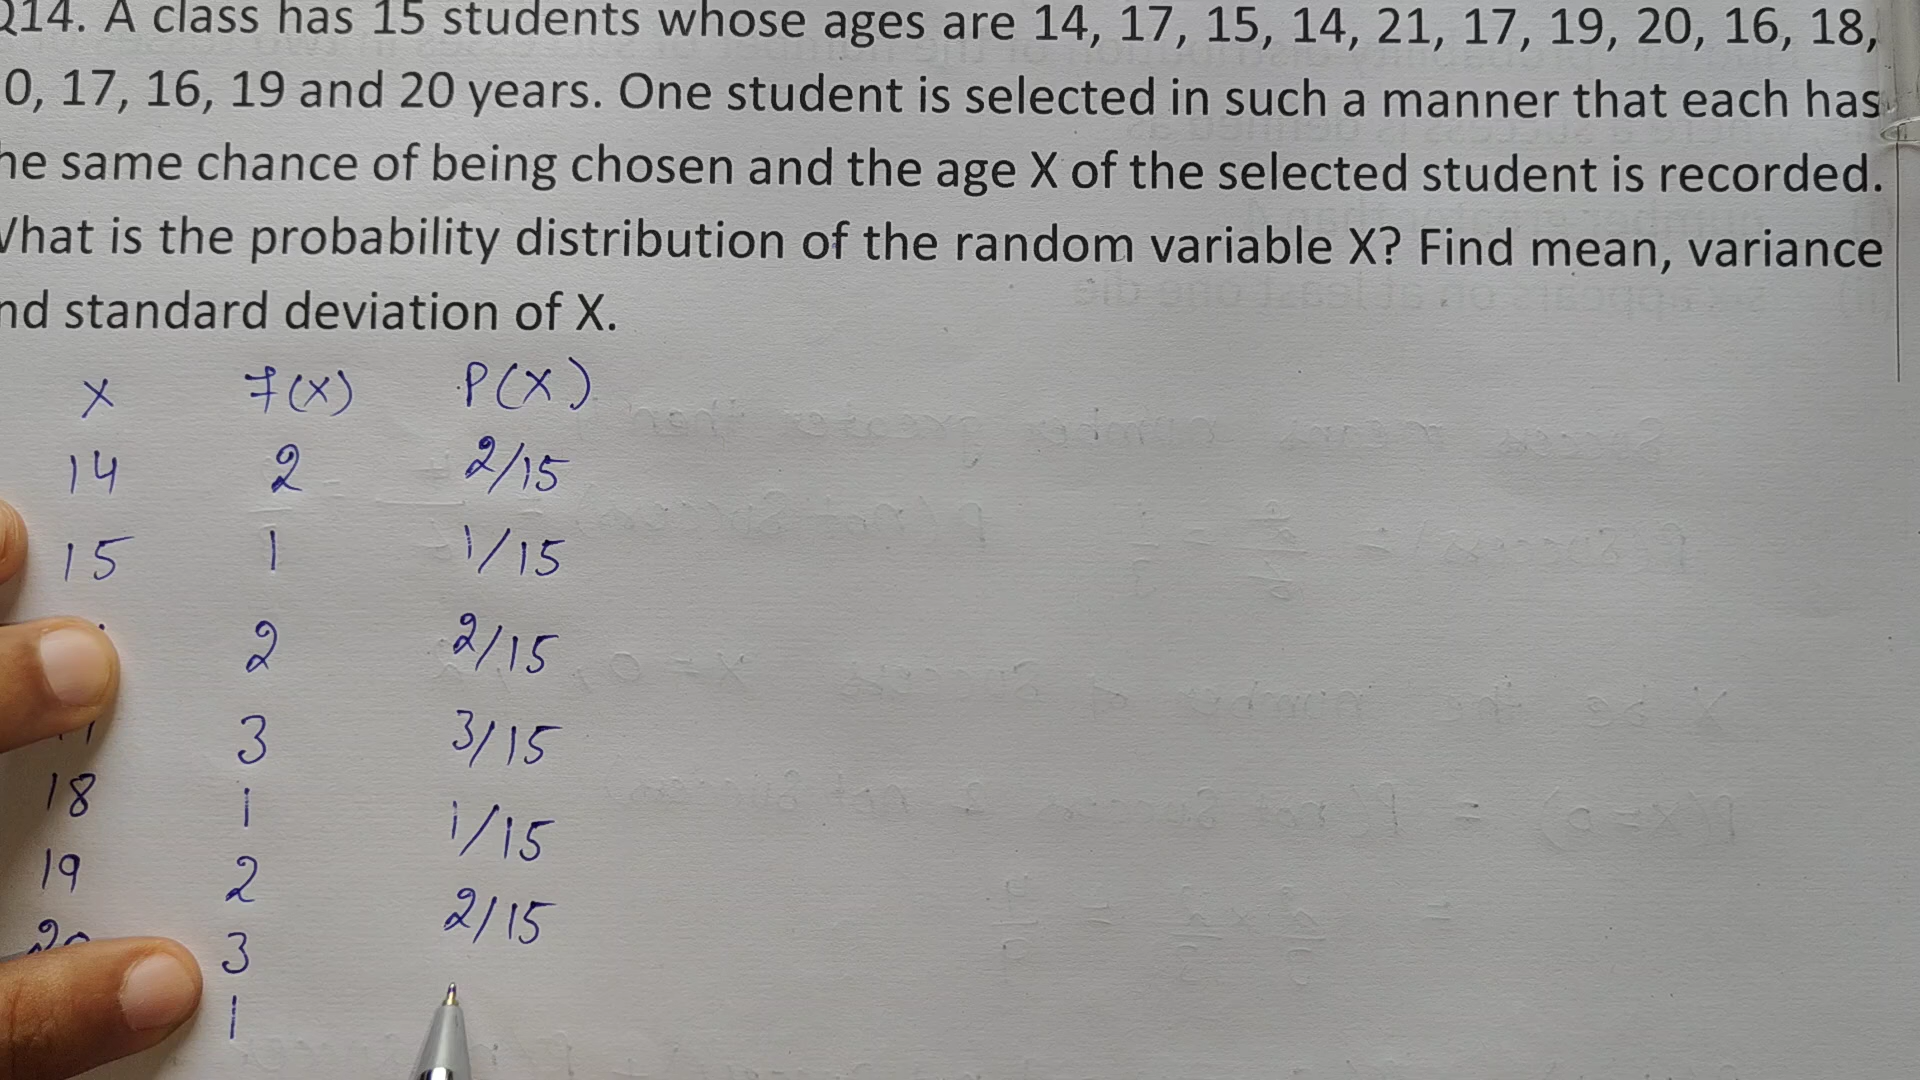 Q14. A class has 15 students whose ages are 14, 17, 15, 14, 21, 17, 19, 20, 16, 18,
0, 17, 16, 19 and 20 years. One student is selected in such a manner that each has
he same chance of being chosen and the age X of the selected student is recorded.
What is the probability distribution of the random variable X? Find mean, variance
nd standard deviation of X.
X f(X) P(X)
14 2 2/15
15 1 1/15
2 2/15
3 3/15
18 1 1/15
19 2 2/15
20 3
1